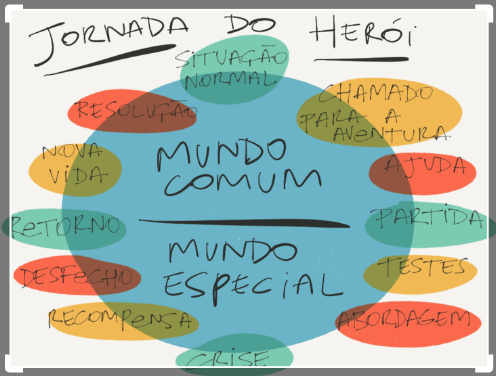 JORNADA DO HERÓI
SITUAÇÃO
NORMAL
CHAMADO
PARA A
AVENTURA
AJUDA
PARTIDA
TESTES
ABORDAGEM
CRISE
RECOMPENSA
DESFECHO
RETORNO
NOVA
VIDA
RESOLUÇÃO
MUNDO
COMUM
MUNDO
ESPECIAL